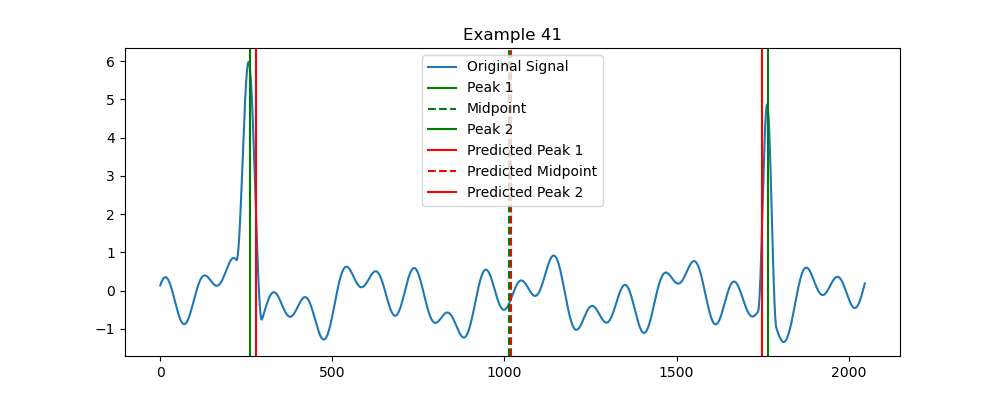 Example 41
Original Signal
Peak 1
Midpoint
Peak 2
Predicted Peak 1
Predicted Midpoint
Predicted Peak 2
6
5
4
3
2
1
0
−1
0 500 1000 1500 2000